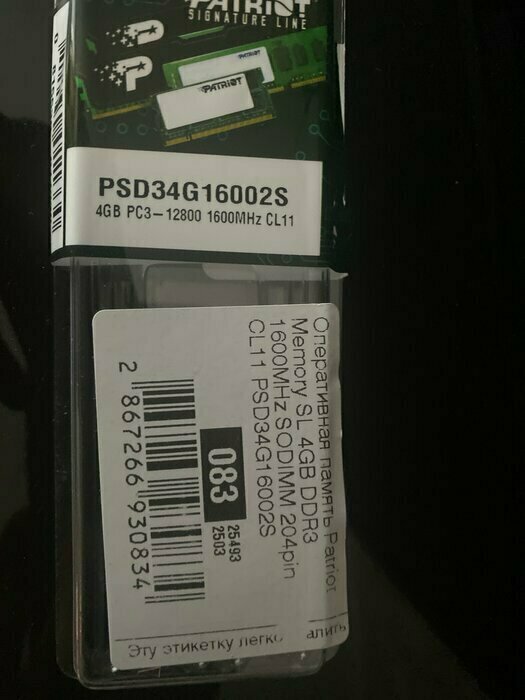 PATRIOT
SIGNATURE LINE
PATRIOT
PSD34G16002S
4GB PC3-12800 1600MHz CL11
Оперативная память Patriot
Memory SL 4GB DDR3
1600MHz SODIMM 204pin
CL11 PSD34G16002S
083
25493
2503
2 867266 930834
Эту этикетку легко